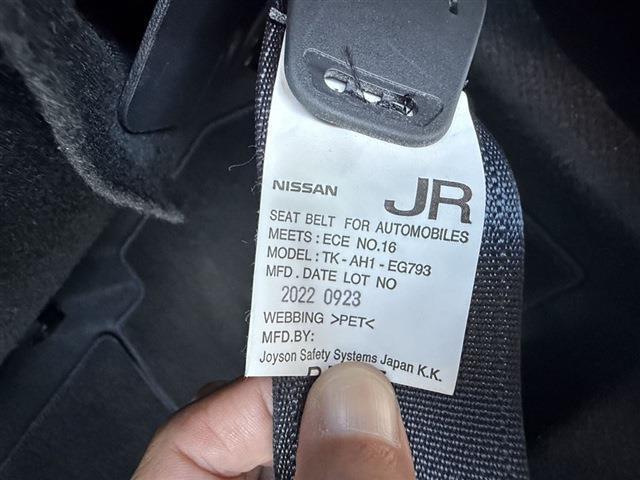 NISSAN JR
SEAT BELT FOR AUTOMOBILES
MEETS : ECE NO.16
MODEL : TK - AH1 - EG793
MFD . DATE LOT NO
2022 0923
WEBBING >PET<
MFD.BY:
Joyson Safety Systems Japan K.K.